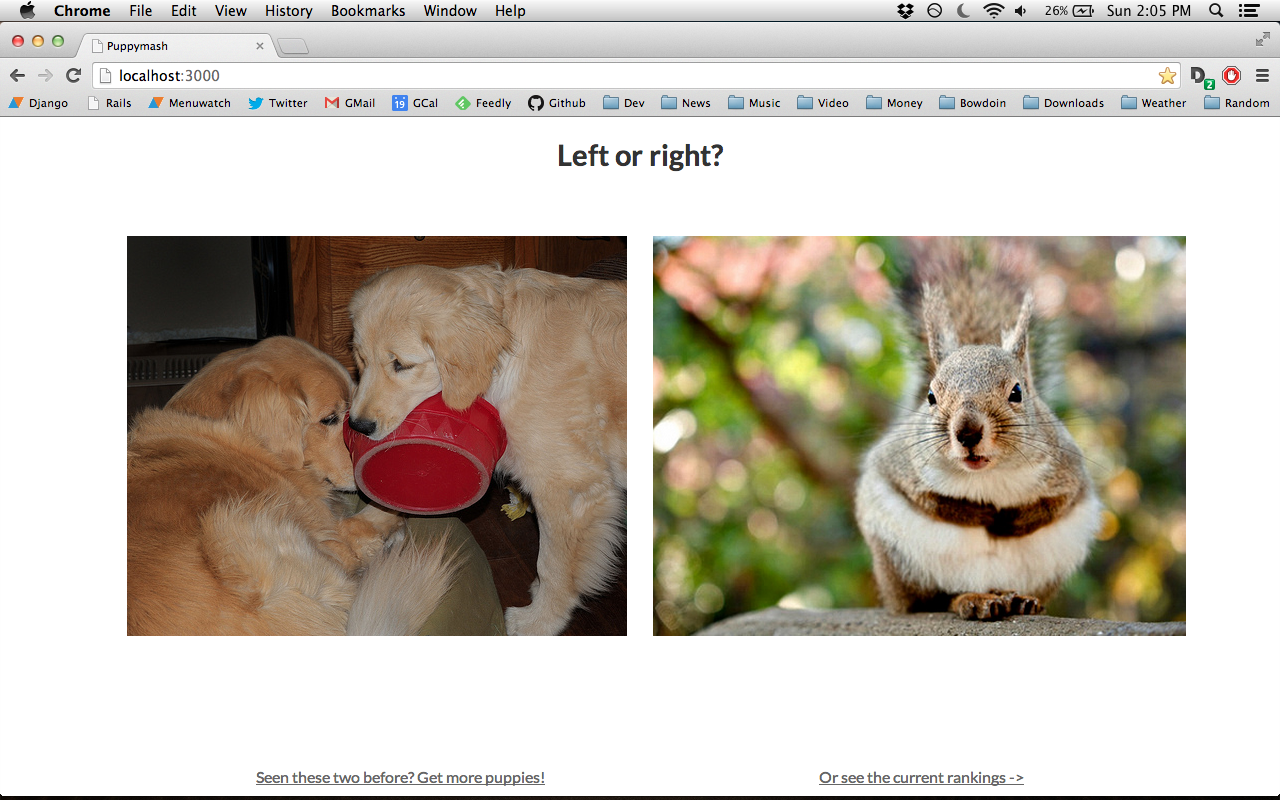 Chrome File Edit View History Bookmarks Window Help 26% Sun 2:05 PM
Puppymash
localhost:3000
2
Django Rails Menuwatch Twitter GMail 19 GCal Feedly Github Dev News Music Video Money Bowdoin Downloads Weather Random
Left or right?
Seen these two before? Get more puppies! Or see the current rankings ->